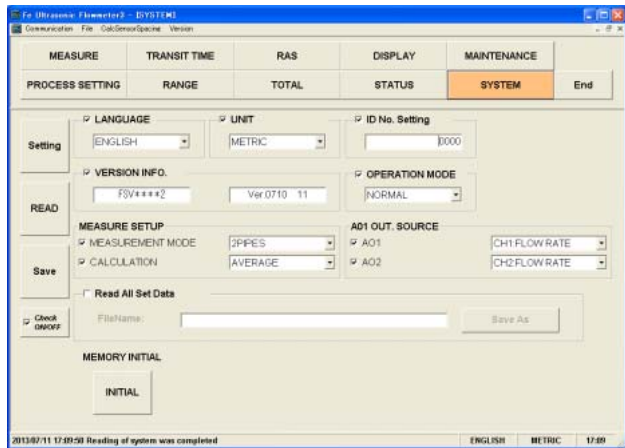 Fe Ultrasonic Flowmeter3 - [SYSTEM]
Communication File CalcSensorSpacing Version
MEASURE TRANSIT TIME RAS DISPLAY MAINTENANCE
PROCESS SETTING RANGE TOTAL STATUS SYSTEM End
Setting
LANGUAGE UNIT ID No. Setting
ENGLISH METRIC 0000
VERSION INFO. OPERATION MODE
FSV****2 Ver.0710 11 NORMAL
READ
MEASURE SETUP A01 OUT. SOURCE
MEASUREMENT MODE 2PIPES AO1 CH1:FLOW RATE
CALCULATION AVERAGE AO2 CH2:FLOW RATE
Save
Read All Set Data
Check ON/OFF
FileName: Save As
MEMORY INITIAL
INITIAL
2013/07/11 17:09:50 Reading of system was completed ENGLISH METRIC 17:09